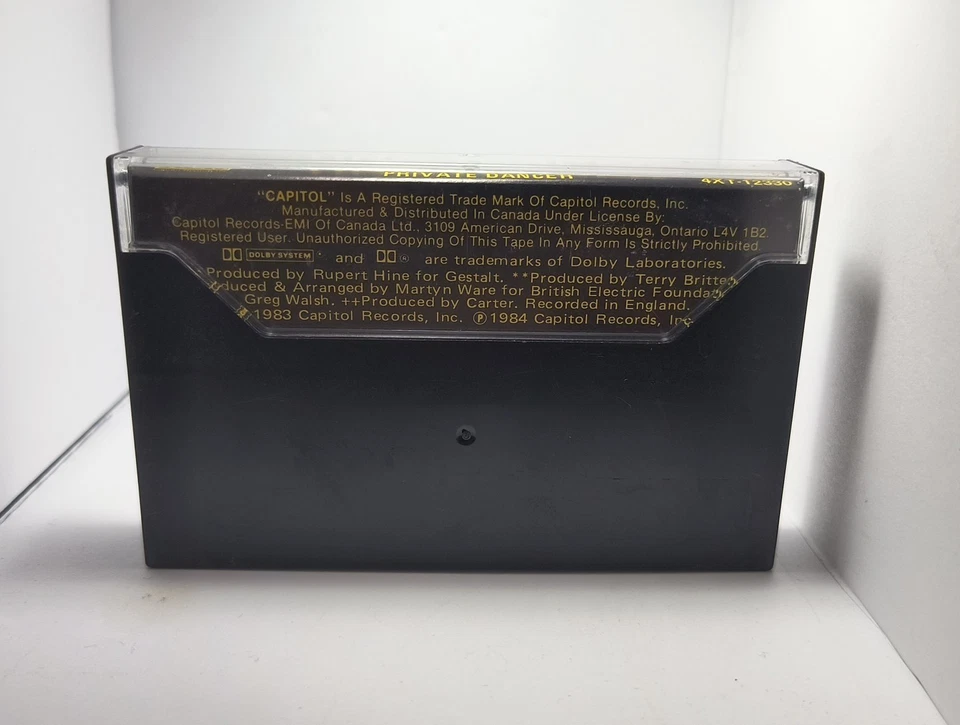 PRIVATE DANCER 4XT-12330
"CAPITOL" Is A Registered Trade Mark Of Capitol Records, Inc.
Manufactured & Distributed In Canada Under License By:
Capitol Records-EMI Of Canada Ltd., 3109 American Drive, Mississauga, Ontario L4V 1B2.
Registered User. Unauthorized Copying Of This Tape In Any Form Is Strictly Prohibited.
DOLBY SYSTEM and are trademarks of Dolby Laboratories.
*Produced by Rupert Hine for Gestalt. **Produced by Terry Britte
duced & Arranged by Martyn Ware for British Electric Founda
Greg Walsh. ++Produced by Carter. Recorded in England.
1983 Capitol Records, Inc. ℗ 1984 Capitol Records, Inc